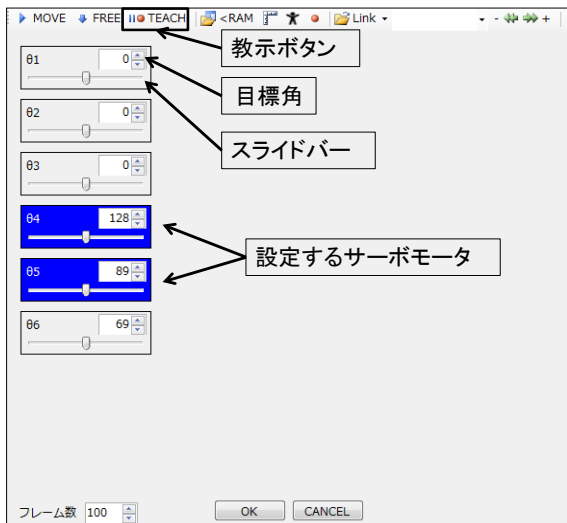 MOVE FREE TEACH <RAM Link - +
教示ボタン
θ1 0
目標角
θ2 0
スライドバー
θ3 0
θ4 128
設定するサーボモータ
θ5 89
θ6 69
フレーム数 100 OK CANCEL